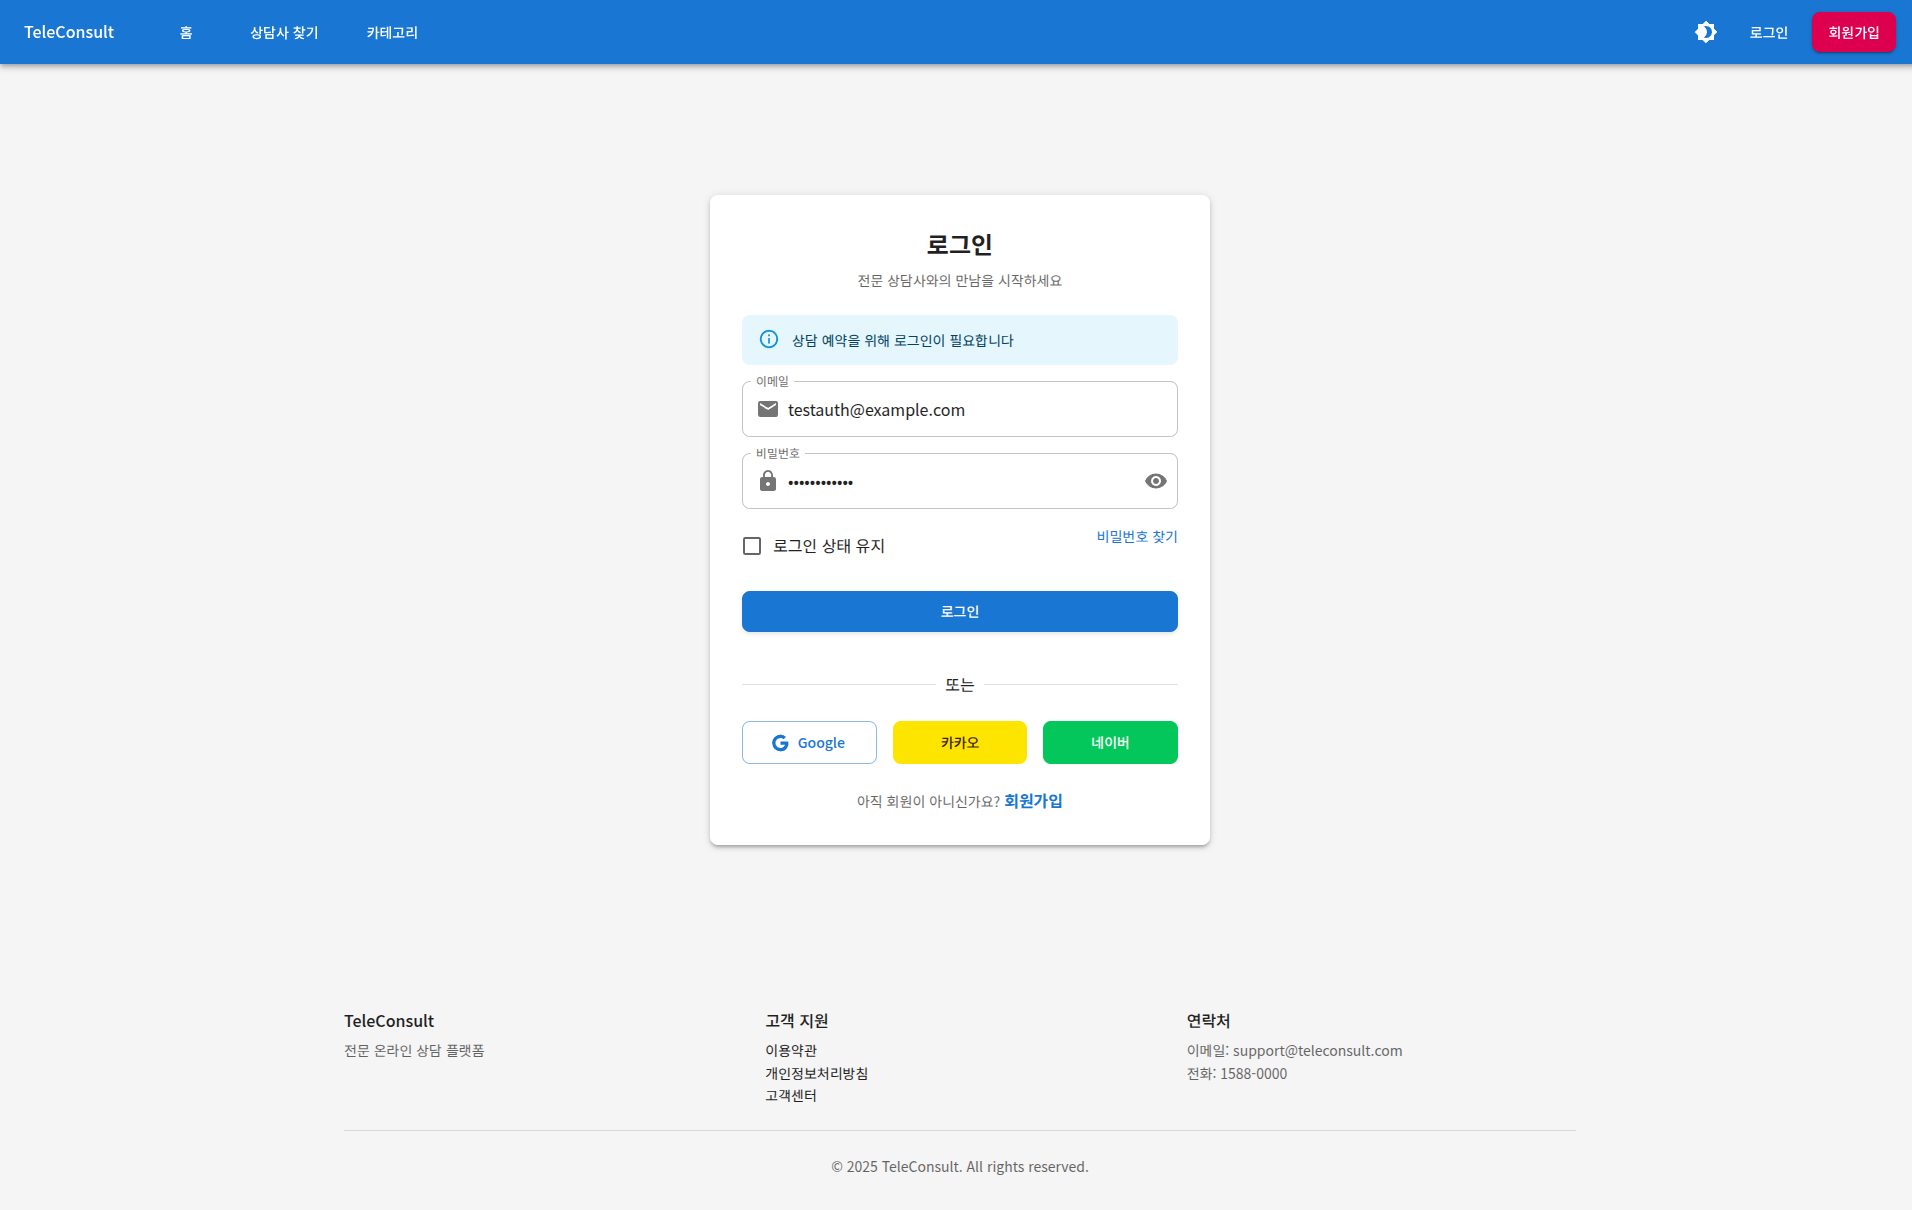 TeleConsult 홈 상담사 찾기 카테고리 로그인 회원가입
로그인
전문 상담사와의 만남을 시작하세요
상담 예약을 위해 로그인이 필요합니다
이메일
testauth@example.com
비밀번호
••••••••••••
로그인 상태 유지 비밀번호 찾기
로그인
또는
Google 카카오 네이버
아직 회원이 아니신가요? 회원가입
TeleConsult
전문 온라인 상담 플랫폼
고객 지원
이용약관
개인정보처리방침
고객센터
연락처
이메일: support@teleconsult.com
전화: 1588-0000
© 2025 TeleConsult. All rights reserved.